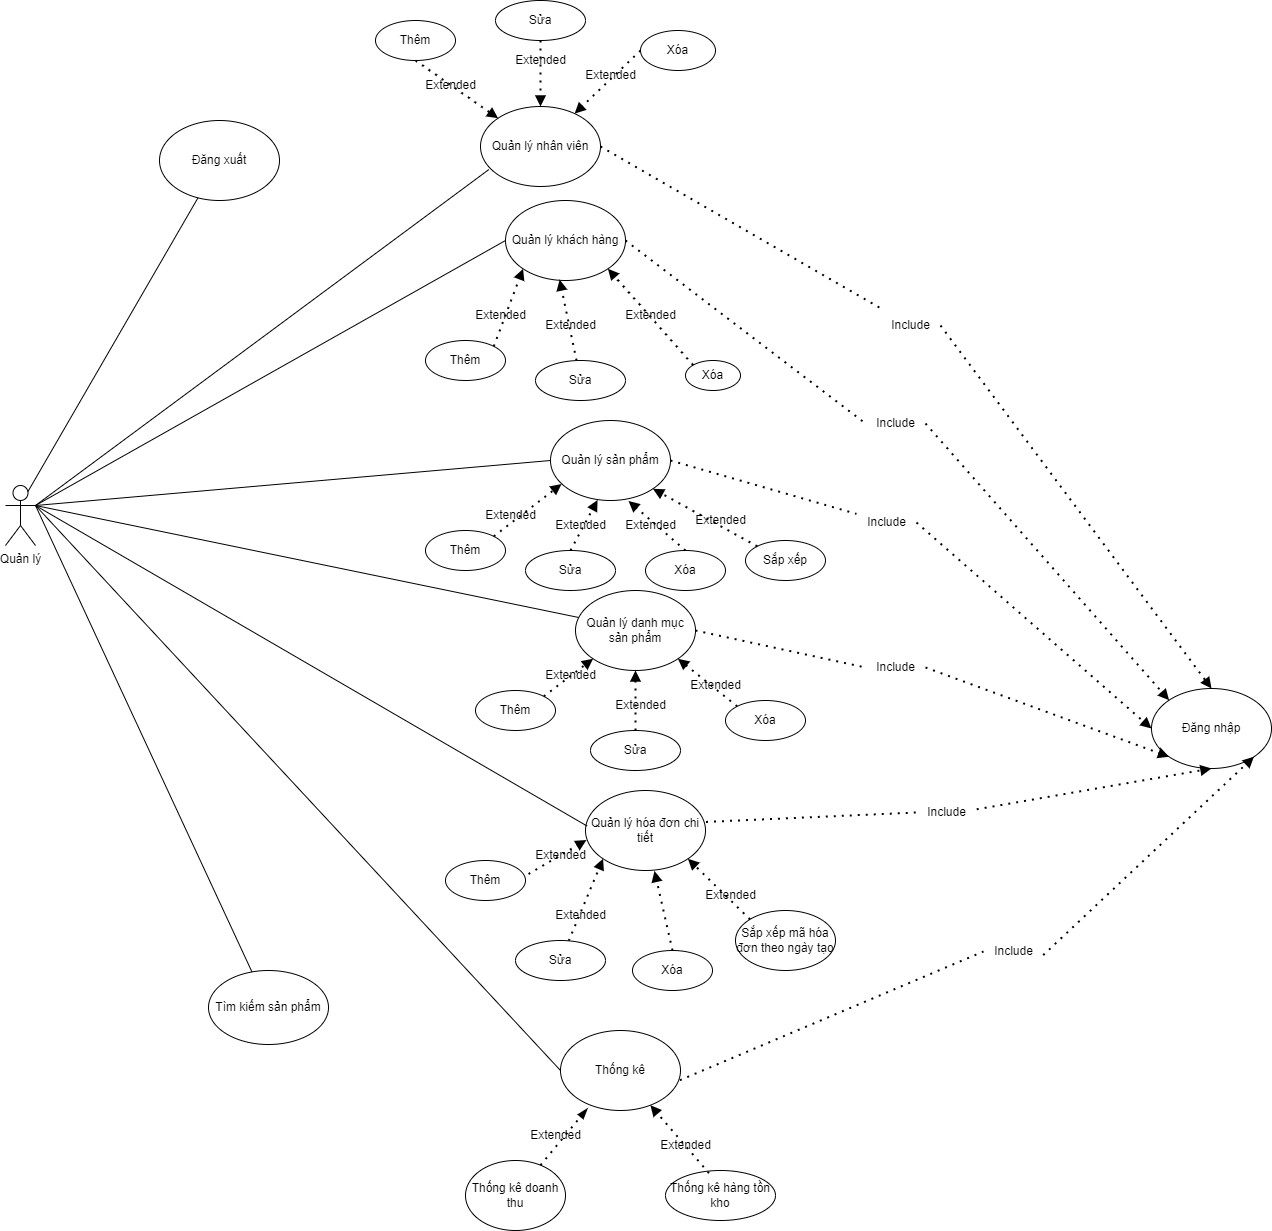 Sửa
Thêm
Xóa
Extended
Extended
Extended
Quản lý nhân viên
Đăng xuất
Quản lý khách hàng
Extended
Extended
Extended
Include
Thêm
Sửa
Xóa
Include
Quản lý sản phẩm
Extended
Extended
Extended
Extended
Include
Quản lý
Thêm
Sửa
Xóa
Sắp xếp
Quản lý danh mục
sản phẩm
Include
Extended
Extended
Extended
Thêm
Sửa
Xóa
Đăng nhập
Quản lý hóa đơn chi
tiết
Include
Extended
Thêm
Extended
Extended
Sửa
Xóa
Sắp xếp mã hóa
đơn theo ngày tạo
Include
Tìm kiếm sản phẩm
Thống kê
Extended
Extended
Thống kê doanh
thu
Thống kê hàng tồn
kho